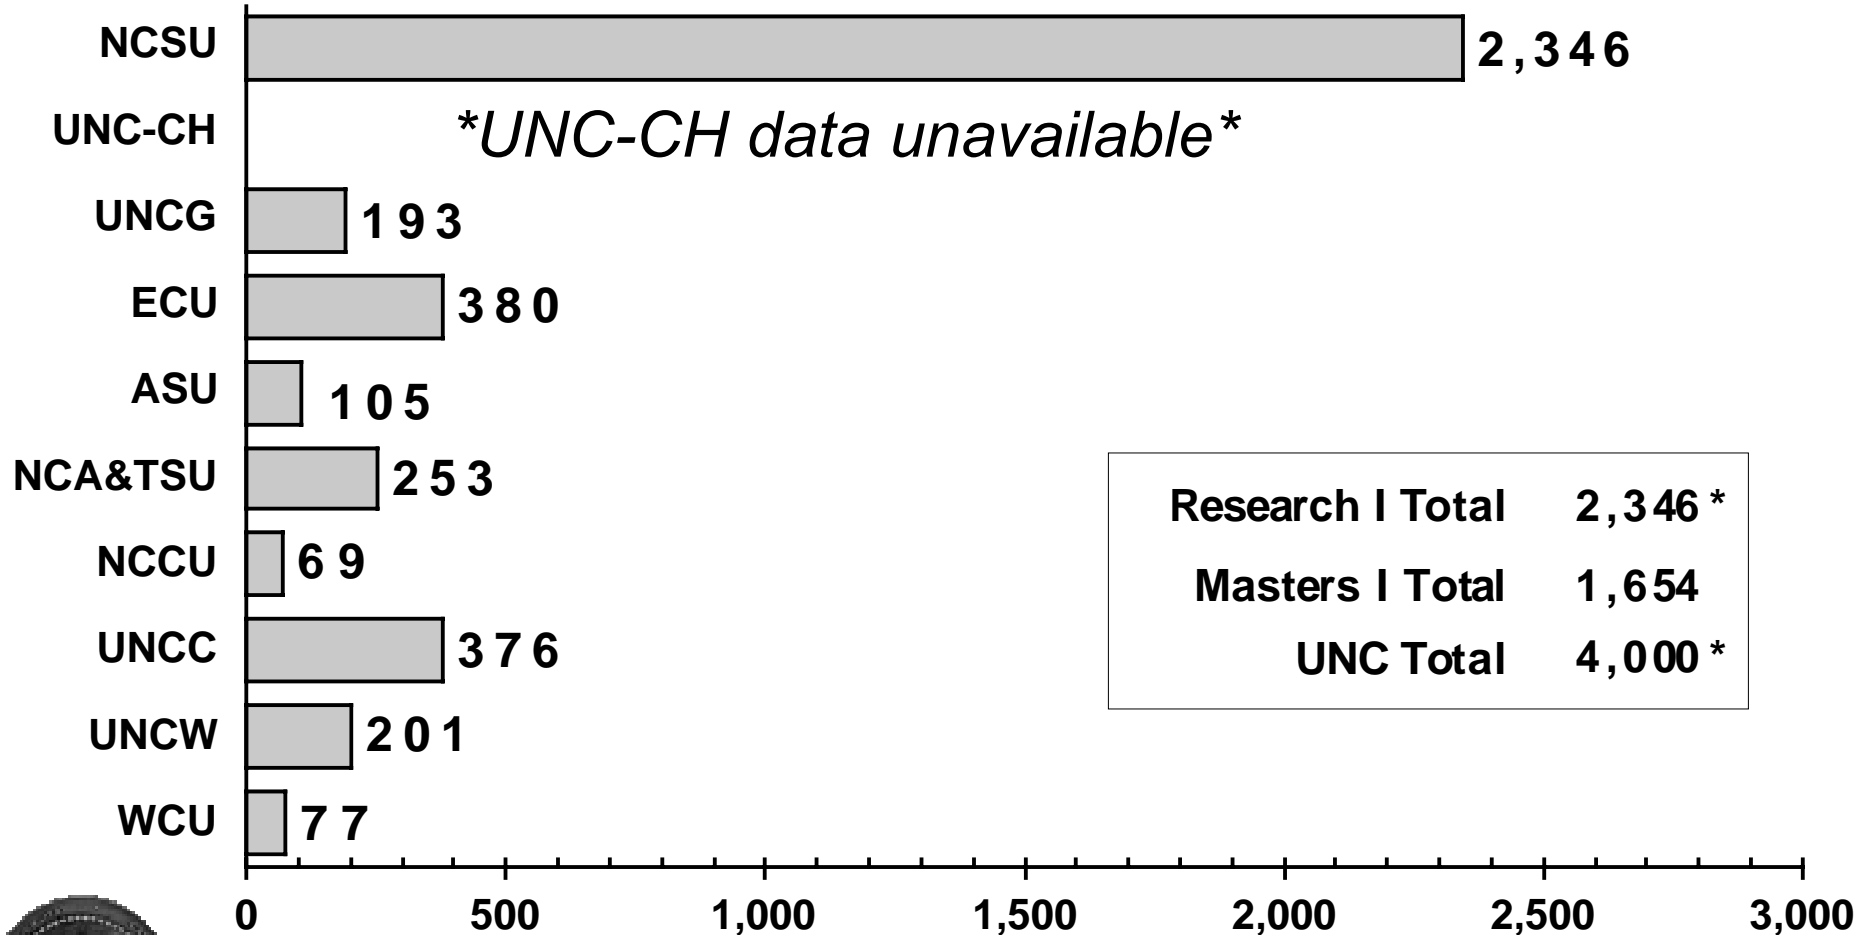 NCSU 2,346
UNC-CH *UNC-CH data unavailable*
UNCG 193
ECU 380
ASU 105
NCA&TSU 253
NCCU 69
UNCC 376
UNCW 201
WCU 77
Research I Total 2,346*
Masters I Total 1,654
UNC Total 4,000*
0 500 1,000 1,500 2,000 2,500 3,000